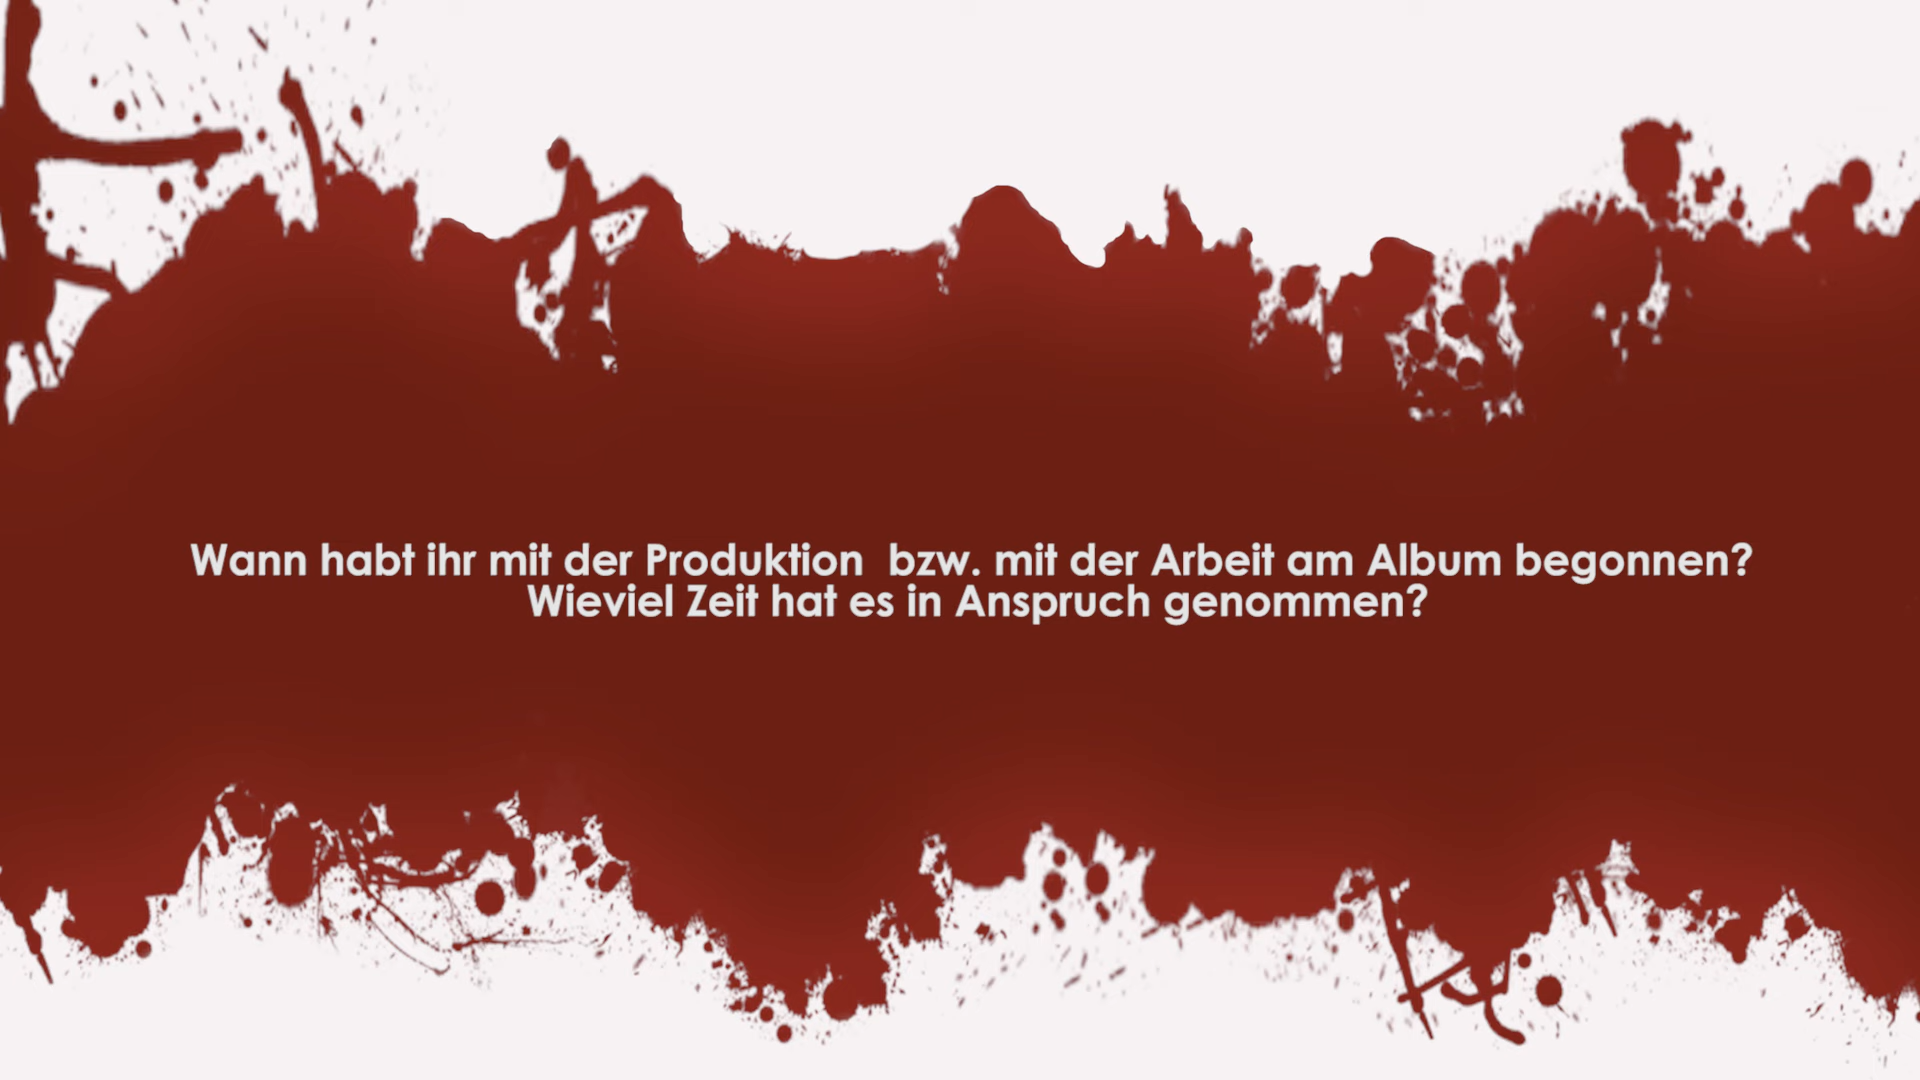 Wann habt ihr mit der Produktion  bzw. mit der Arbeit am Album begonnen?
Wieviel Zeit hat es in Anspruch genommen?